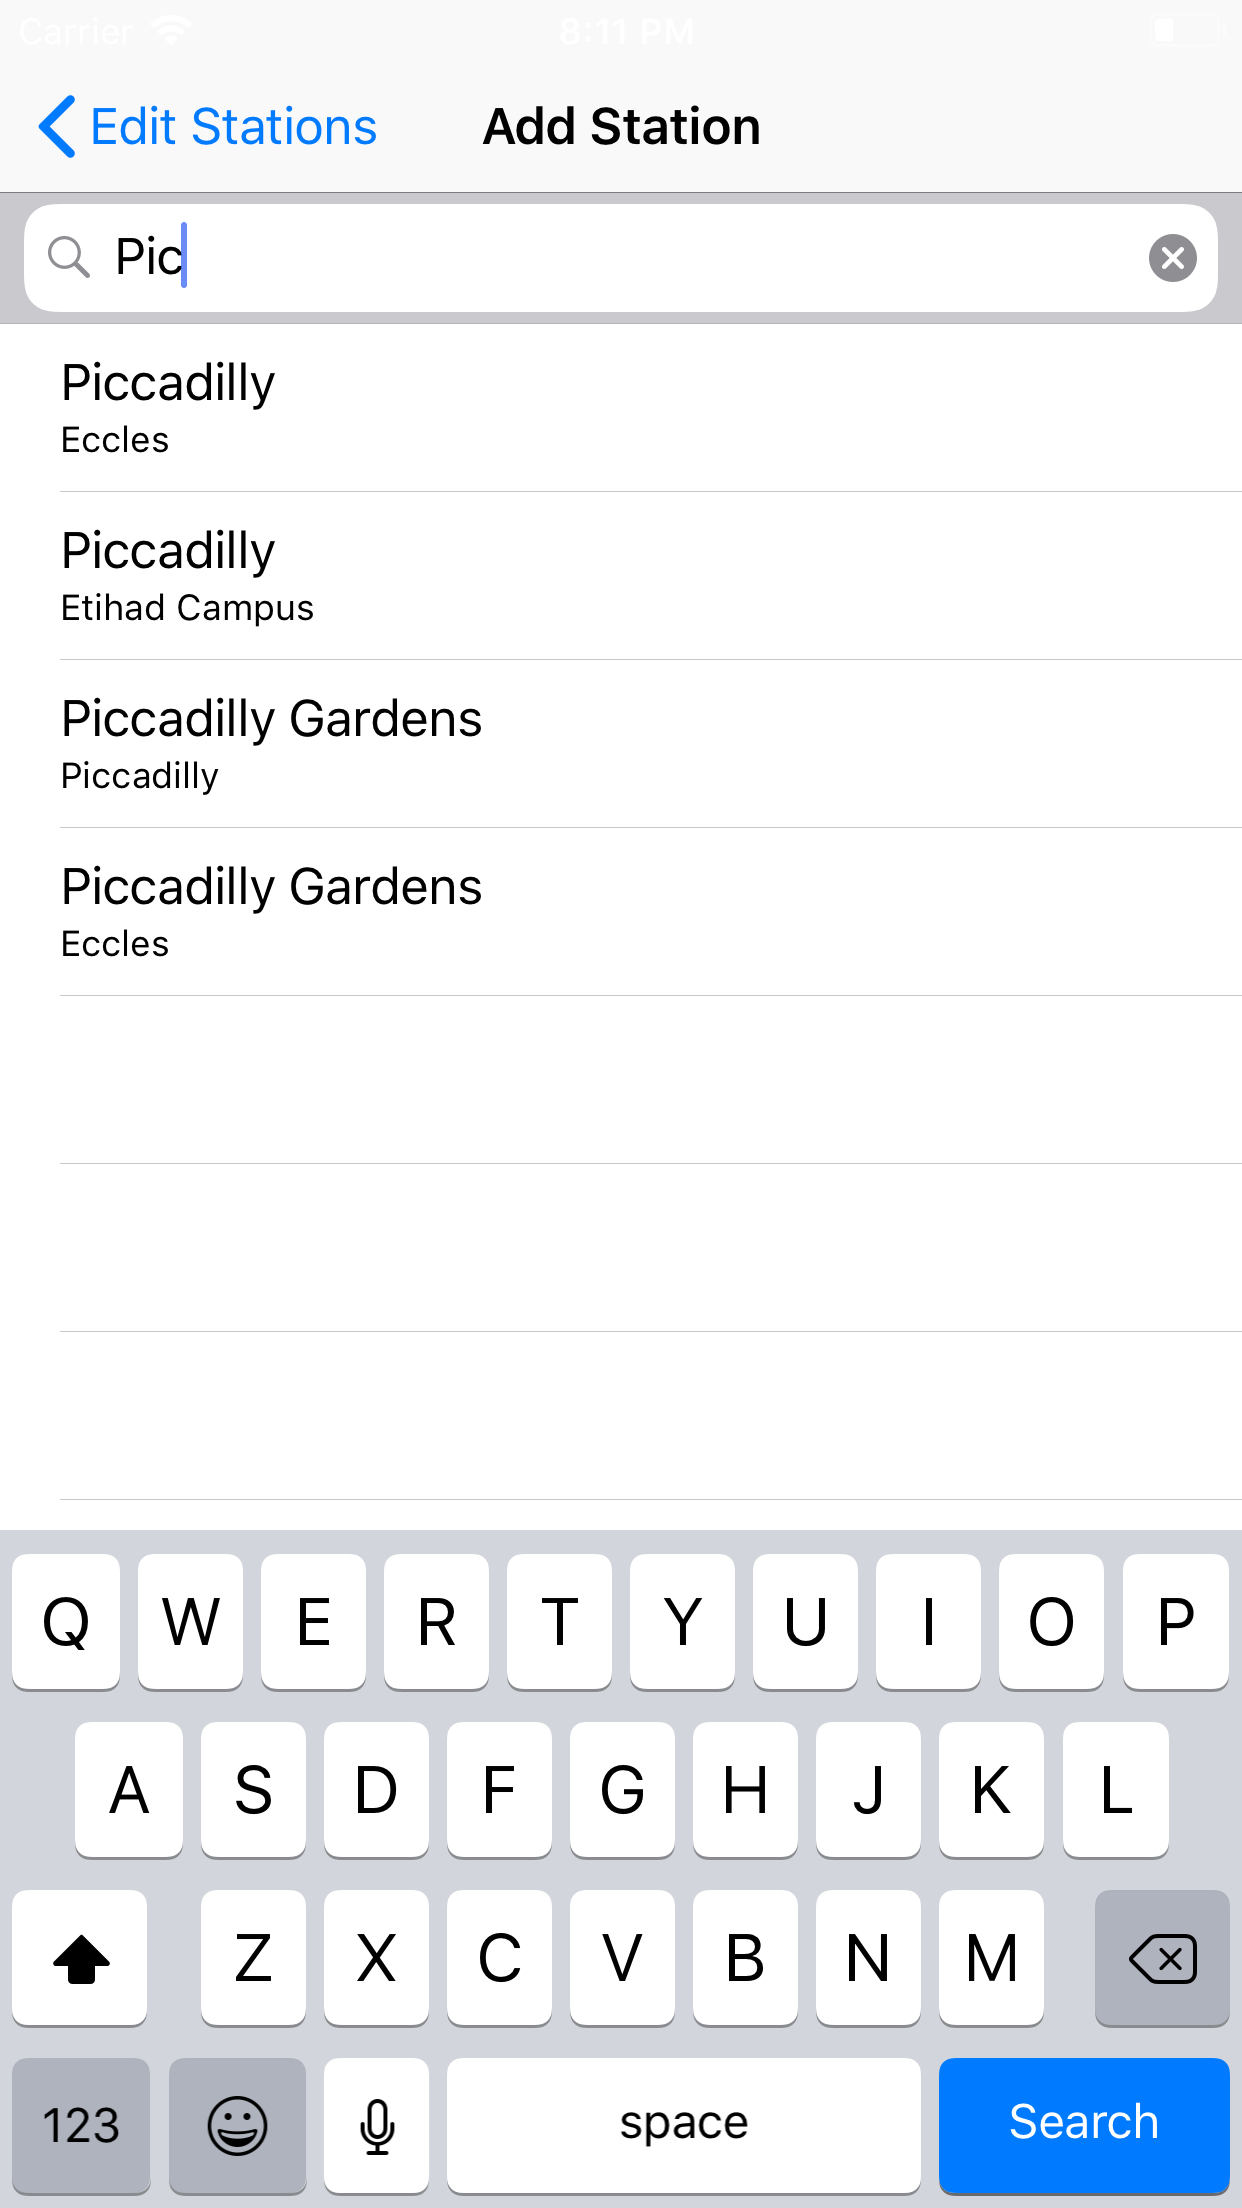 Carrier 8:11 PM
Edit Stations Add Station
Pic
Piccadilly
Eccles
Piccadilly
Etihad Campus
Piccadilly Gardens
Piccadilly
Piccadilly Gardens
Eccles
Q W E R T Y U I O P
A S D F G H J K L
Z X C V B N M
123 space Search